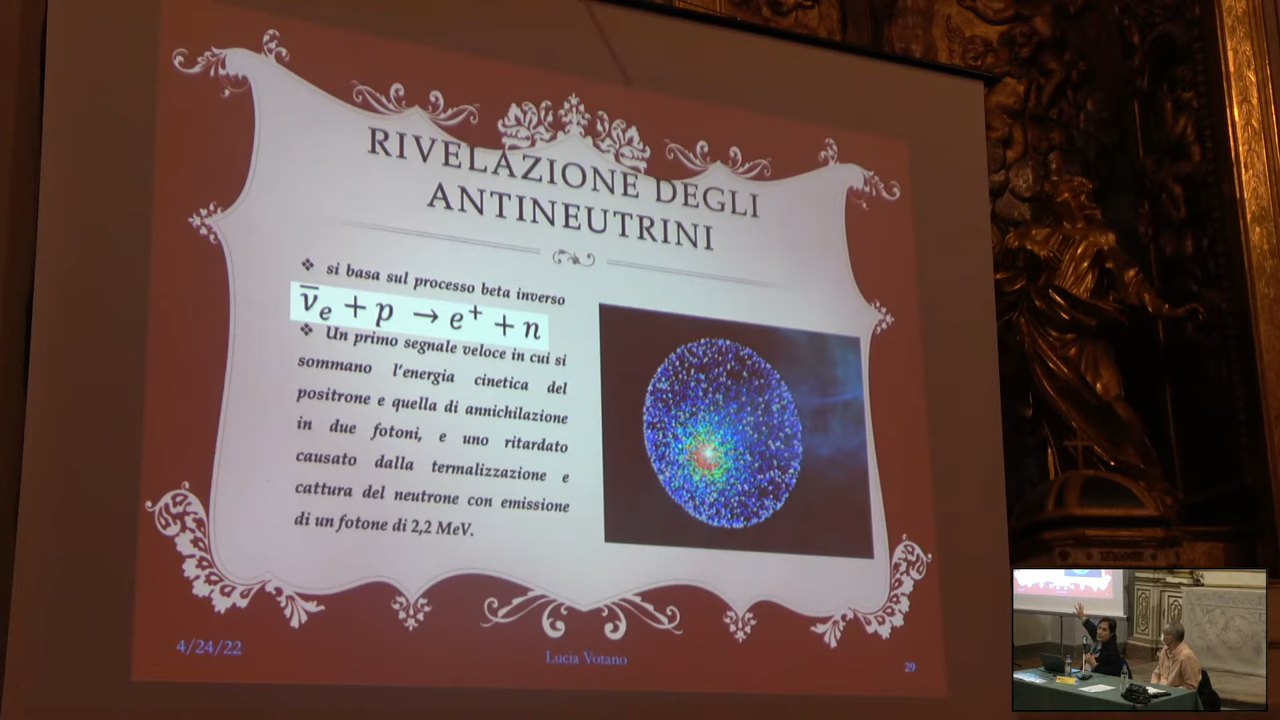 RIVELAZIONE DEGLI
ANTINEUTRINI
❖ si basa sul processo beta inverso
ν̅ₑ + p → e⁺ + n
❖ Un primo segnale veloce in cui si
sommano l'energia cinetica del
positrone e quella di annichilazione
in due fotoni, e uno ritardato
causato dalla termalizzazione e
cattura del neutrone con emissione
di un fotone di 2,2 MeV.
4/24/22
Lucia Votano
29